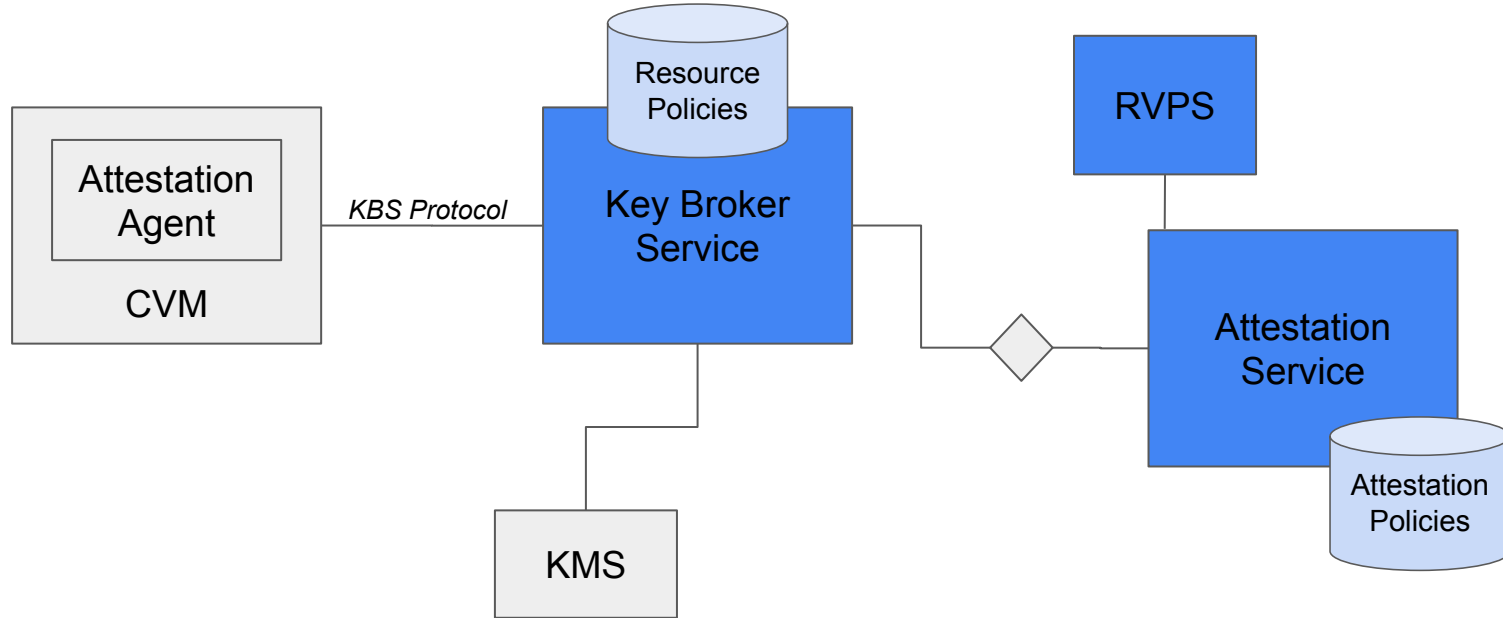 Attestation
Agent
CVM
KBS Protocol
Resource
Policies
Key Broker
Service
KMS
RVPS
Attestation
Service
Attestation
Policies